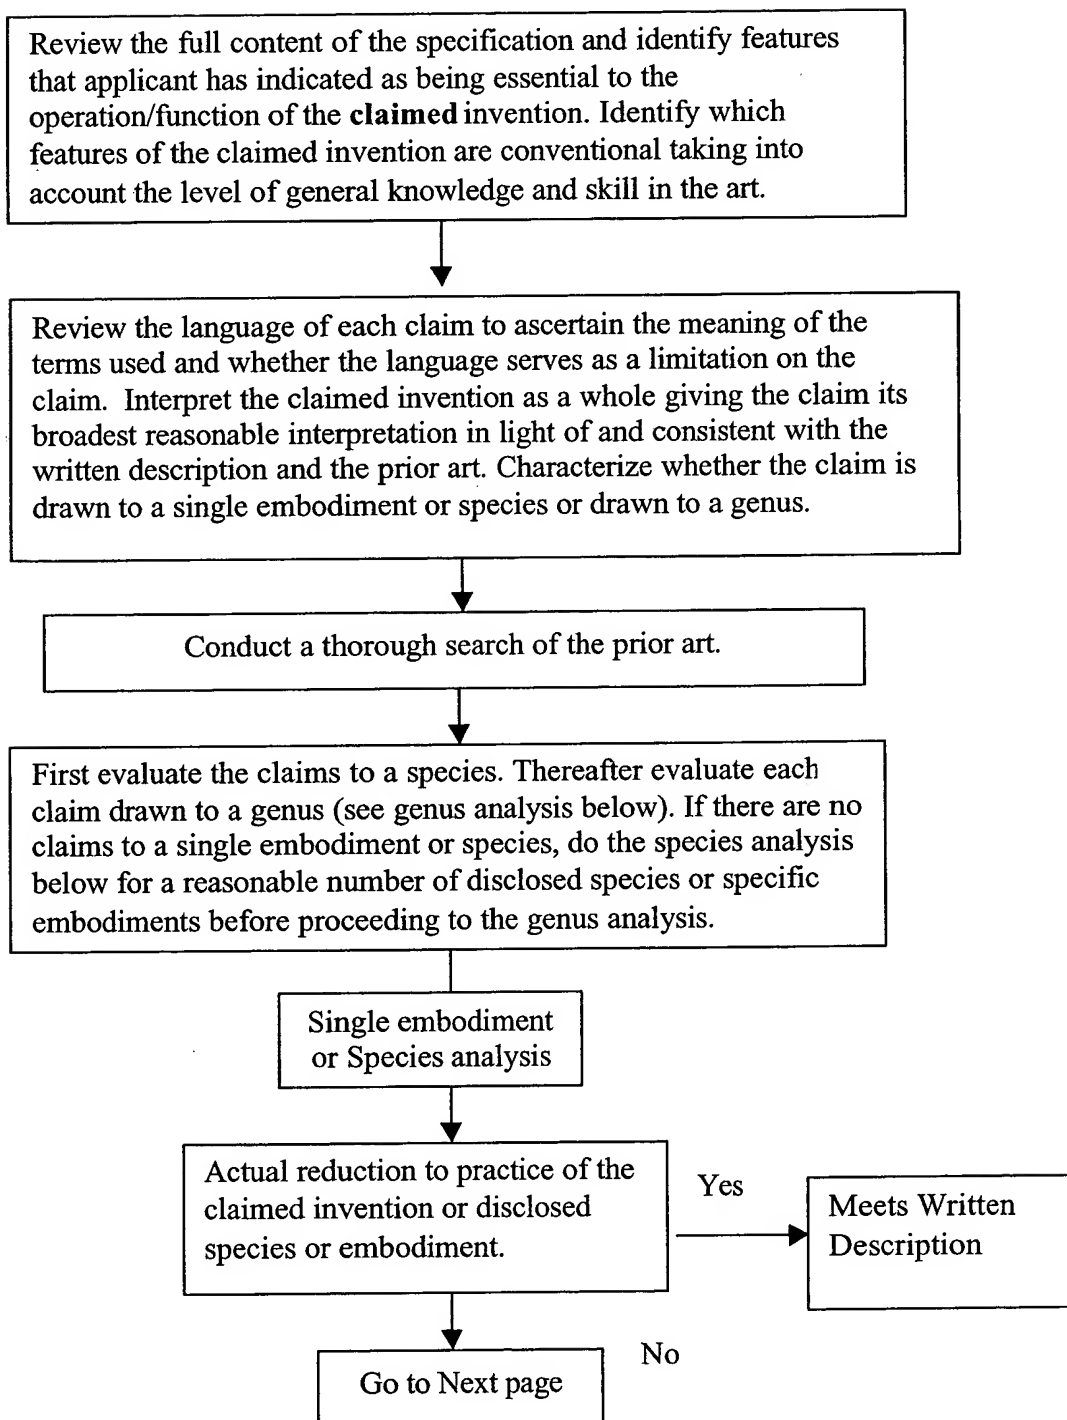 Review the full content of the specification and identify features
that applicant has indicated as being essential to the
operation/function of the claimed invention. Identify which
features of the claimed invention are conventional taking into
account the level of general knowledge and skill in the art.
Review the language of each claim to ascertain the meaning of the
terms used and whether the language serves as a limitation on the
claim. Interpret the claimed invention as a whole giving the claim its
broadest reasonable interpretation in light of and consistent with the
written description and the prior art. Characterize whether the claim is
drawn to a single embodiment or species or drawn to a genus.
Conduct a thorough search of the prior art.
First evaluate the claims to a species. Thereafter evaluate each
claim drawn to a genus (see genus analysis below). If there are no
claims to a single embodiment or species, do the species analysis
below for a reasonable number of disclosed species or specific
embodiments before proceeding to the genus analysis.
Single embodiment
or Species analysis
Actual reduction to practice of the
claimed invention or disclosed
species or embodiment.
Yes
Meets Written
Description
No
Go to Next page